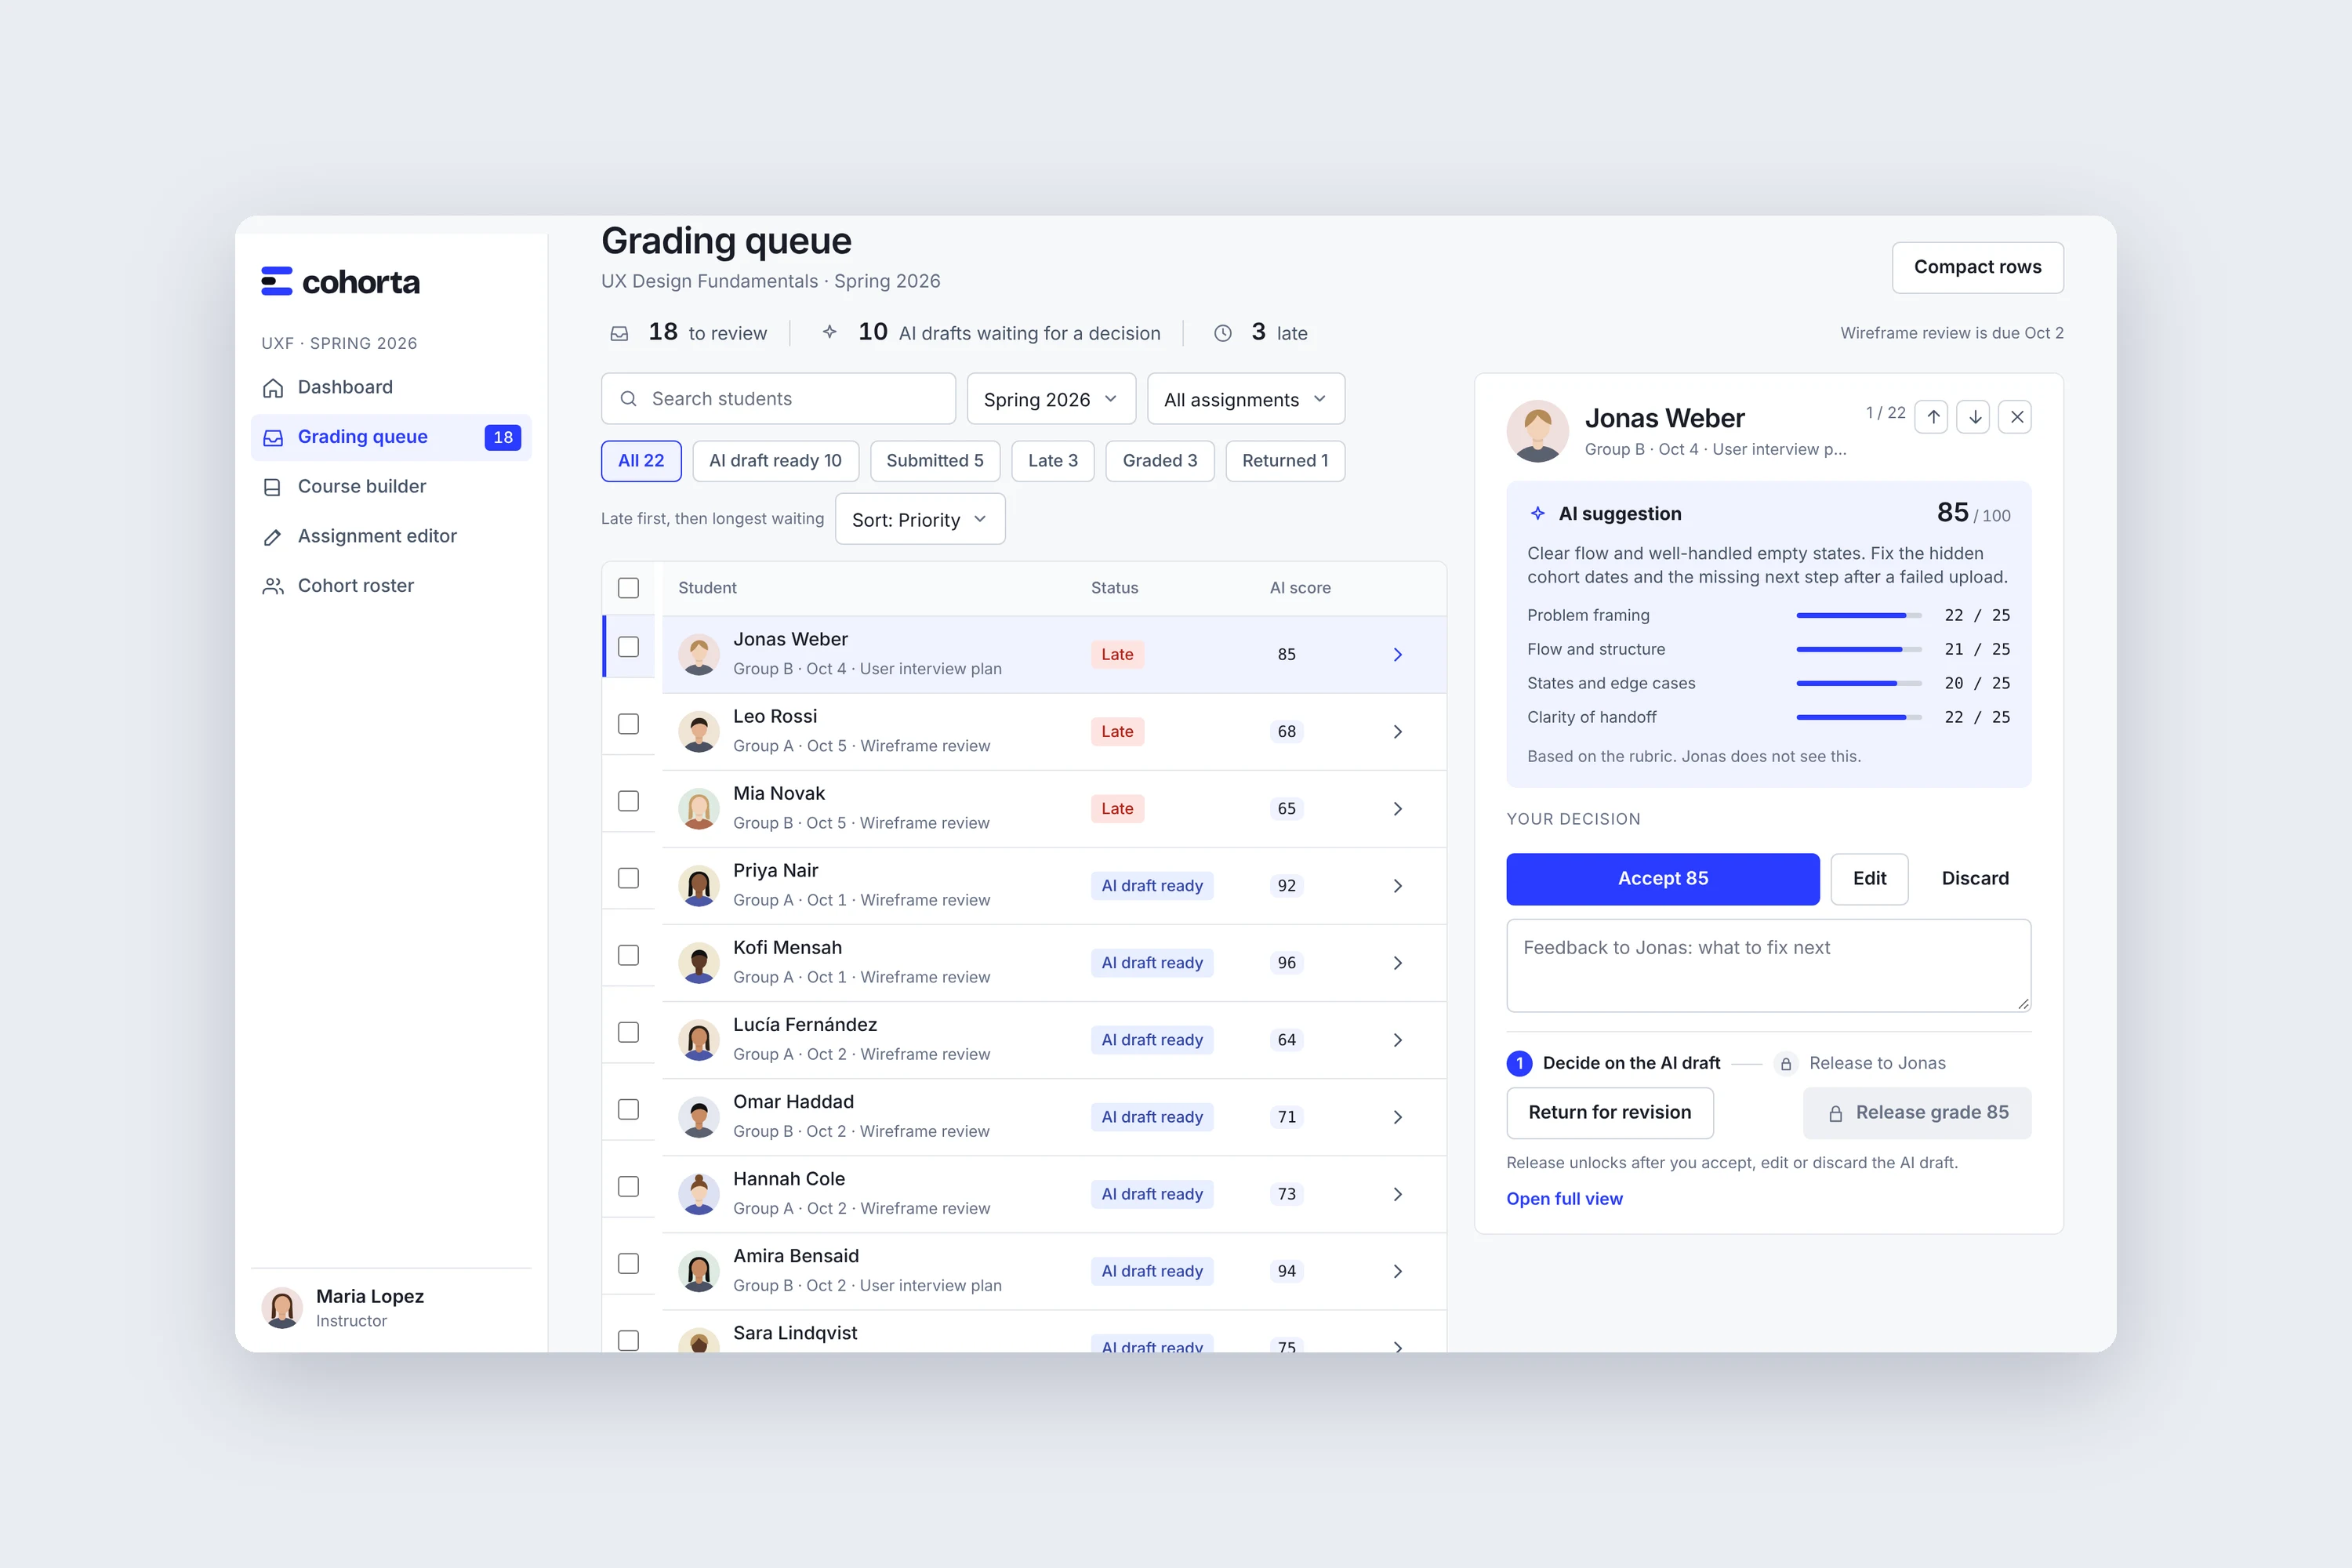 cohorta
UXF · SPRING 2026
Dashboard
Grading queue 18
Course builder
Assignment editor
Cohort roster
Maria Lopez
Instructor
Grading queue
UX Design Fundamentals · Spring 2026
Compact rows
18 to review
10 AI drafts waiting for a decision
3 late
Wireframe review is due Oct 2
Search students
Spring 2026
All assignments
All 22
AI draft ready 10
Submitted 5
Late 3
Graded 3
Returned 1
Late first, then longest waiting
Sort: Priority
Student Status AI score
Jonas Weber
Group B · Oct 4 · User interview plan
Late 85
Leo Rossi
Group A · Oct 5 · Wireframe review
Late 68
Mia Novak
Group B · Oct 5 · Wireframe review
Late 65
Priya Nair
Group A · Oct 1 · Wireframe review
AI draft ready 92
Kofi Mensah
Group A · Oct 1 · Wireframe review
AI draft ready 96
Lucía Fernández
Group A · Oct 2 · Wireframe review
AI draft ready 64
Omar Haddad
Group B · Oct 2 · Wireframe review
AI draft ready 71
Hannah Cole
Group A · Oct 2 · Wireframe review
AI draft ready 73
Amira Bensaid
Group B · Oct 2 · User interview plan
AI draft ready 94
Sara Lindqvist
AI draft ready 75
Jonas Weber
1 / 22
Group B · Oct 4 · User interview p...
AI suggestion
85 / 100
Clear flow and well-handled empty states. Fix the hidden
cohort dates and the missing next step after a failed upload.
Problem framing 22 / 25
Flow and structure 21 / 25
States and edge cases 20 / 25
Clarity of handoff 22 / 25
Based on the rubric. Jonas does not see this.
YOUR DECISION
Accept 85
Edit
Discard
Feedback to Jonas: what to fix next
1 Decide on the AI draft
Release to Jonas
Return for revision
Release grade 85
Release unlocks after you accept, edit or discard the AI draft.
Open full view